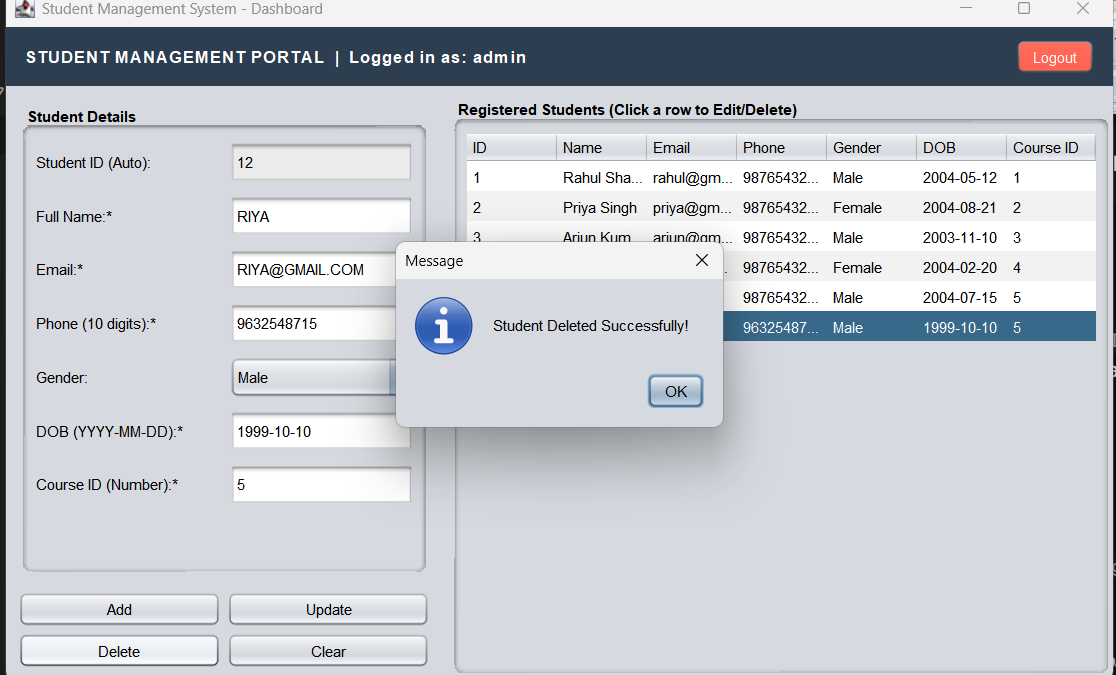 Student Management System - Dashboard
STUDENT MANAGEMENT PORTAL | Logged in as: admin
Logout
Student Details
Student ID (Auto): 12
Full Name:* RIYA
Email:* RIYA@GMAIL.COM
Phone (10 digits):* 9632548715
Gender: Male
DOB (YYYY-MM-DD):* 1999-10-10
Course ID (Number):* 5
Add Update
Delete Clear
Registered Students (Click a row to Edit/Delete)
ID Name Email Phone Gender DOB Course ID
1 Rahul Sha... rahul@gm... 98765432... Male 2004-05-12 1
2 Priya Singh priya@gm... 98765432... Female 2004-08-21 2
3 Arjun Kum arjun@gm... 98765432... Male 2003-11-10 3
98765432... Female 2004-02-20 4
98765432... Male 2004-07-15 5
96325487... Male 1999-10-10 5
Message
Student Deleted Successfully!
OK